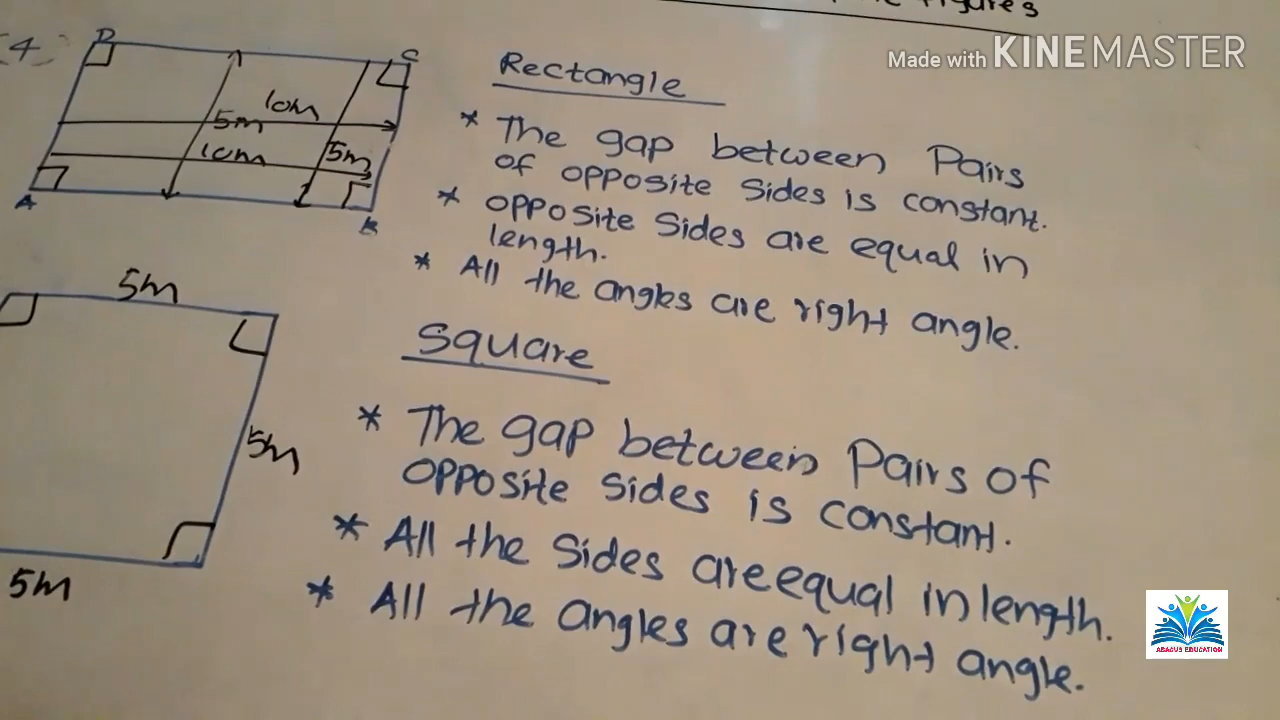 Figures
Made with KINEMASTER
(4)
D
C
10m
5m
10m
5m
A
B
Rectangle
* The gap between Pairs
of opposite sides is constant.
* opposite sides are equal in
length.
* All the angles are right angle.
5m
5m
5m
Square
* The gap between Pairs of
opposite sides is constant.
* All the sides are equal in length.
* All the angles are right angle.
ABACUS EDUCATION